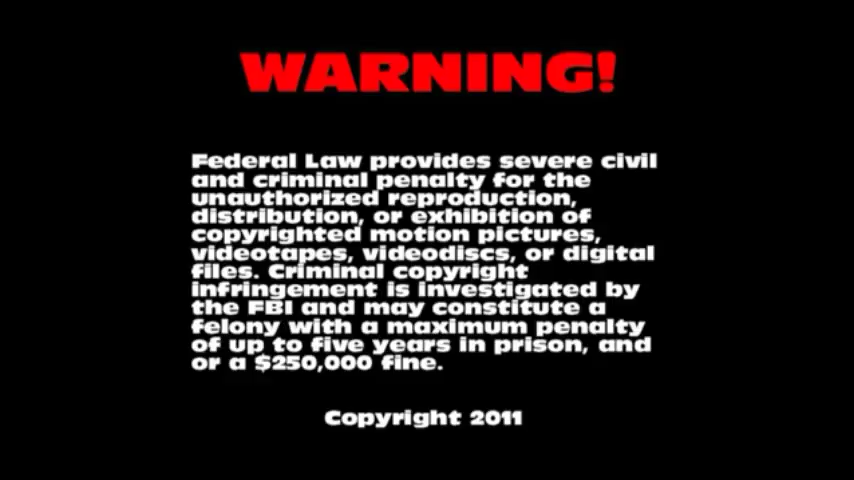 WARNING!
Federal Law provides severe civil
and criminal penalty for the
unauthorized reproduction,
distribution, or exhibition of
copyrighted motion pictures,
videotapes, videodiscs, or digital
files. Criminal copyright
infringement is investigated by
the FBI and may constitute a
felony with a maximum penalty
of up to five years in prison, and
or a $250,000 fine.
Copyright 2011